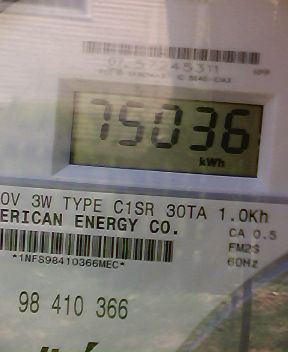 75036
kWh
0V 3W TYPE C1SR 30TA 1.0Kh
ERICAN ENERGY CO.
CA 0.5
FM2S
60Hz
*1NFS98410366MEC*
98 410 366